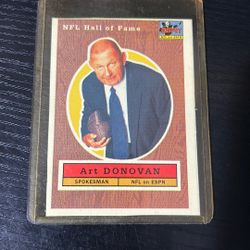 NFL Hall of Fame
Art DONOVAN
SPOKESMAN
NFL on ESPN